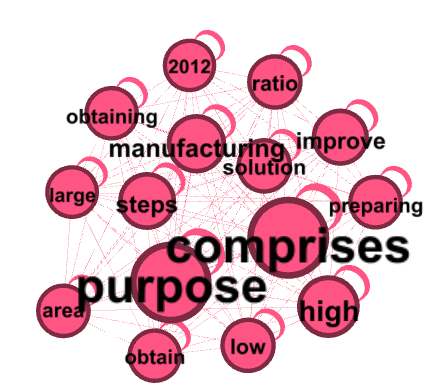 2012
ratio
obtaining
manufacturing
improve
solution
large
steps
preparing
comprises
purpose
area
high
low
obtain